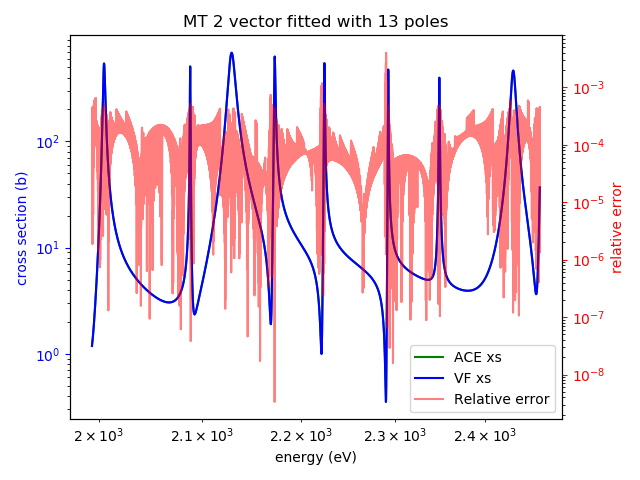 MT 2 vector fitted with 13 poles
cross section (b)
10²
10¹
10⁰
10⁻³
10⁻⁴
10⁻⁵
10⁻⁶
10⁻⁷
10⁻⁸
relative error
ACE xs
VF xs
Relative error
2 × 10³ 2.1 × 10³ 2.2 × 10³ 2.3 × 10³ 2.4 × 10³
energy (eV)